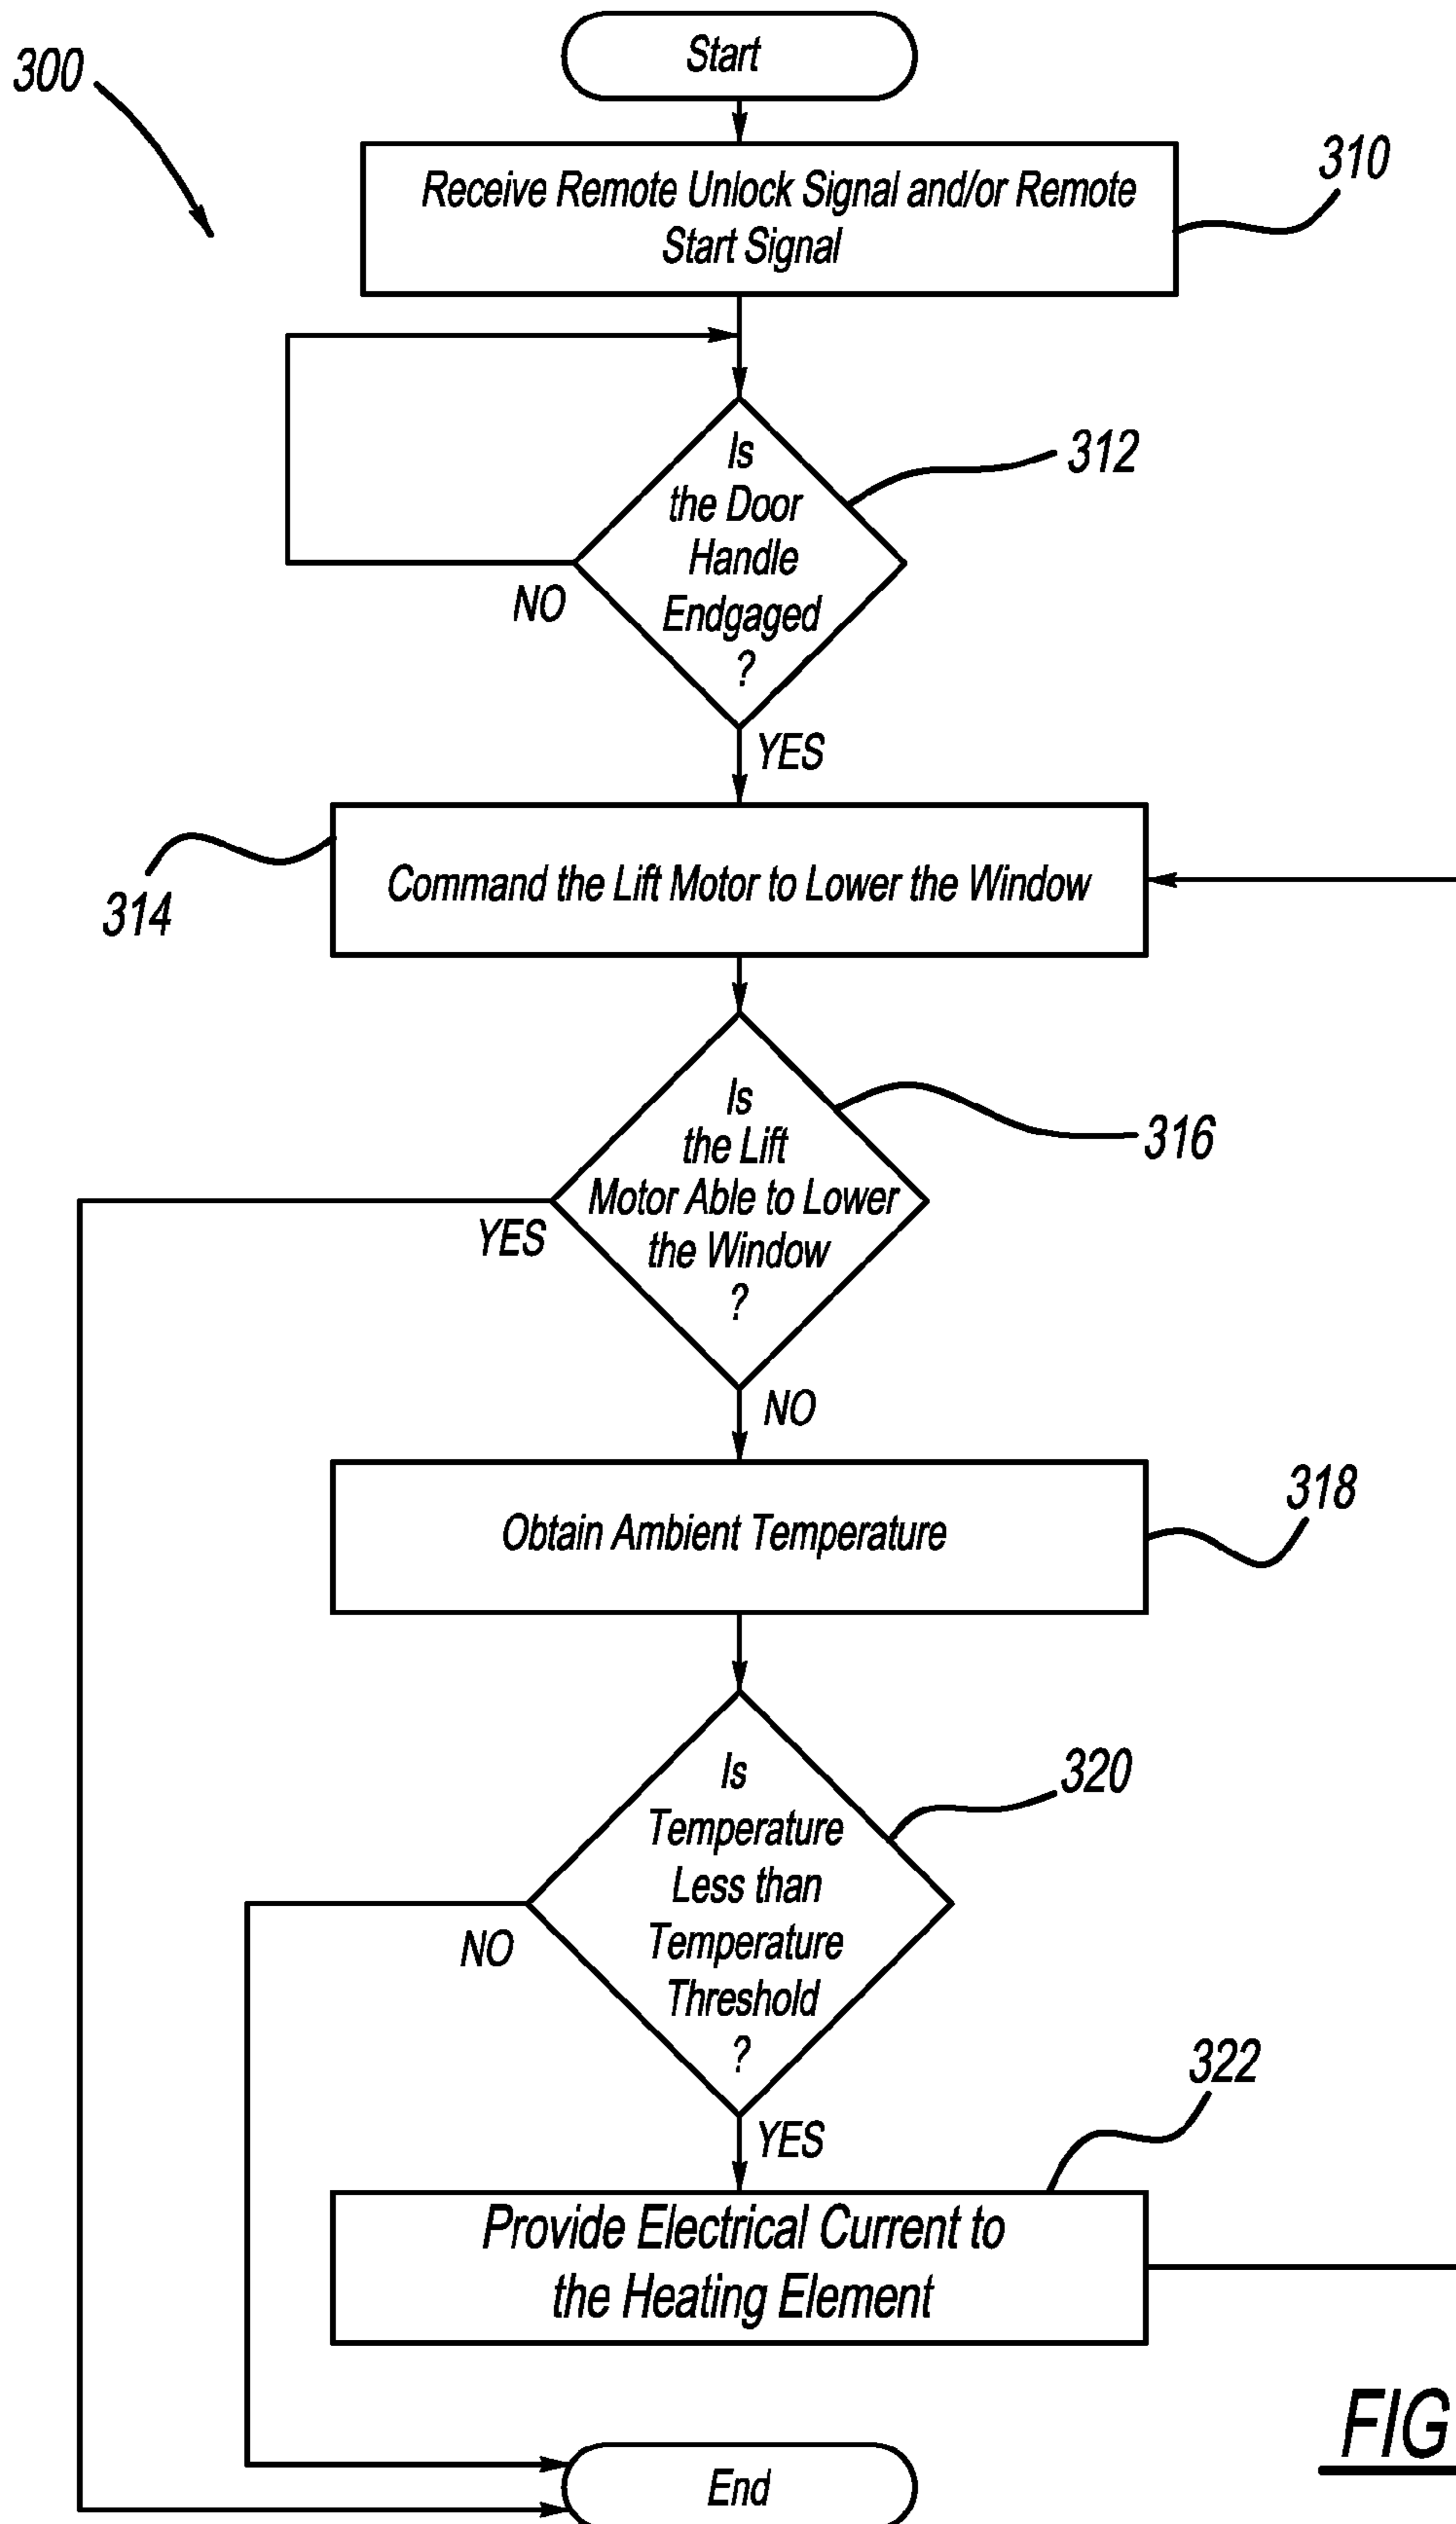 Start
300
Receive Remote Unlock Signal and/or Remote
Start Signal
310
Is
the Door
Handle
Endgaged
?
312
NO
YES
Command the Lift Motor to Lower the Window
314
Is
the Lift
Motor Able to Lower
the Window
?
316
YES
NO
Obtain Ambient Temperature
318
Is
Temperature
Less than
Temperature
Threshold
?
320
NO
YES
322
Provide Electrical Current to
the Heating Element
FIG
End